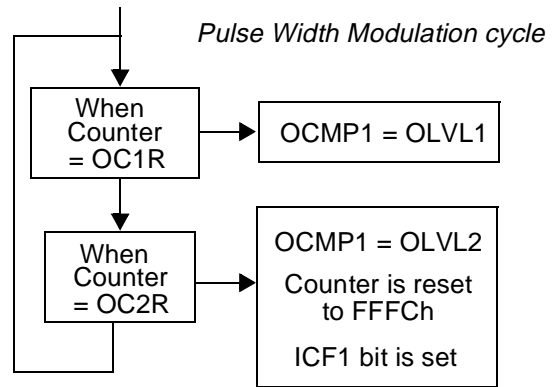 Pulse Width Modulation cycle
When
Counter
= OC1R
OCMP1 = OLVL1
When
Counter
= OC2R
OCMP1 = OLVL2
Counter is reset
to FFFCh
ICF1 bit is set